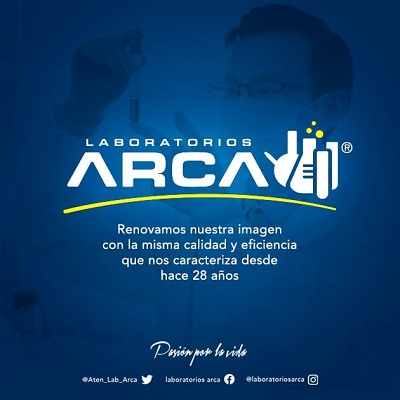 LABORATORIOS
ARCA ®
Renovamos nuestra imagen
con la misma calidad y eficiencia
que nos caracteriza desde
hace 28 años
Pasión por la vida
@Aten_Lab_Arca laboratorios arca @laboratoriosarca